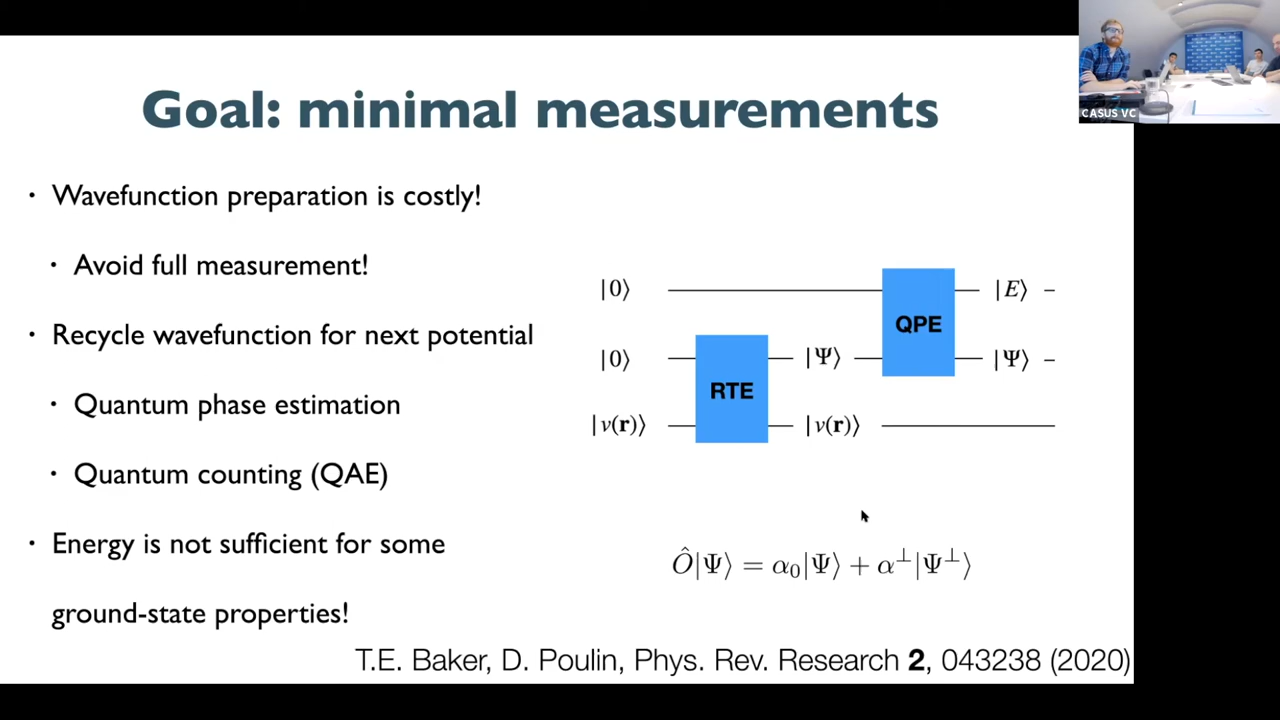 CASUS VC
Goal: minimal measurements
• Wavefunction preparation is costly!
• Avoid full measurement!
• Recycle wavefunction for next potential
• Quantum phase estimation
• Quantum counting (QAE)
• Energy is not sufficient for some
ground-state properties!
|0⟩ QPE |E⟩
|0⟩ RTE |Ψ⟩ |Ψ⟩
|v(r)⟩ |v(r)⟩
Ô|Ψ⟩ = α₀|Ψ⟩ + α^⊥|Ψ^⊥⟩
T.E. Baker, D. Poulin, Phys. Rev. Research 2, 043238 (2020)